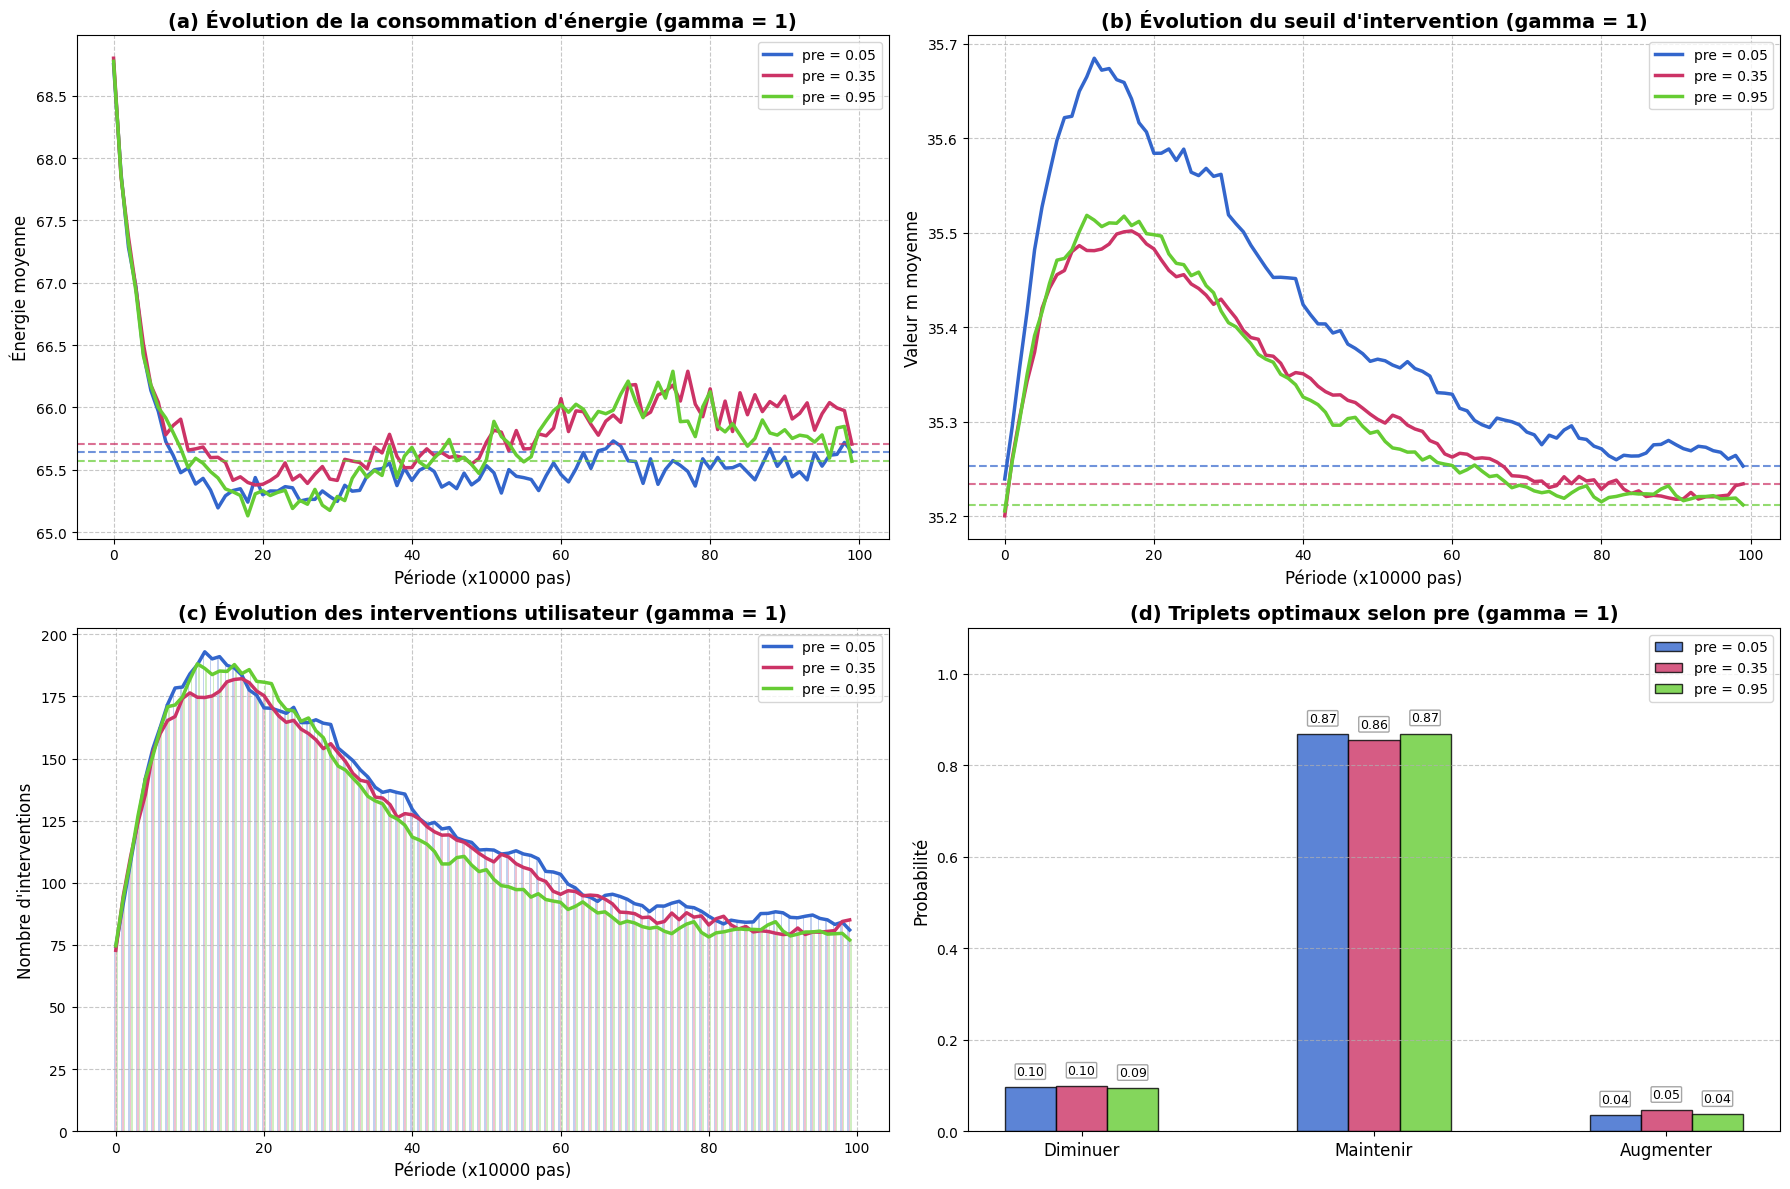 (a) Évolution de la consommation d'énergie (gamma = 1)
pre = 0.05
pre = 0.35
pre = 0.95
Énergie moyenne
68.5
68.0
67.5
67.0
66.5
66.0
65.5
65.0
0 20 40 60 80 100
Période (x10000 pas)
(b) Évolution du seuil d'intervention (gamma = 1)
pre = 0.05
pre = 0.35
pre = 0.95
Valeur m moyenne
35.7
35.6
35.5
35.4
35.3
35.2
0 20 40 60 80 100
Période (x10000 pas)
(c) Évolution des interventions utilisateur (gamma = 1)
pre = 0.05
pre = 0.35
pre = 0.95
Nombre d'interventions
200
175
150
125
100
75
50
25
0
0 20 40 60 80 100
Période (x10000 pas)
(d) Triplets optimaux selon pre (gamma = 1)
pre = 0.05
pre = 0.35
pre = 0.95
Probabilité
1.0
0.8
0.6
0.4
0.2
0.0
0.10 0.10 0.09
0.87 0.86 0.87
0.04 0.05 0.04
Diminuer Maintenir Augmenter